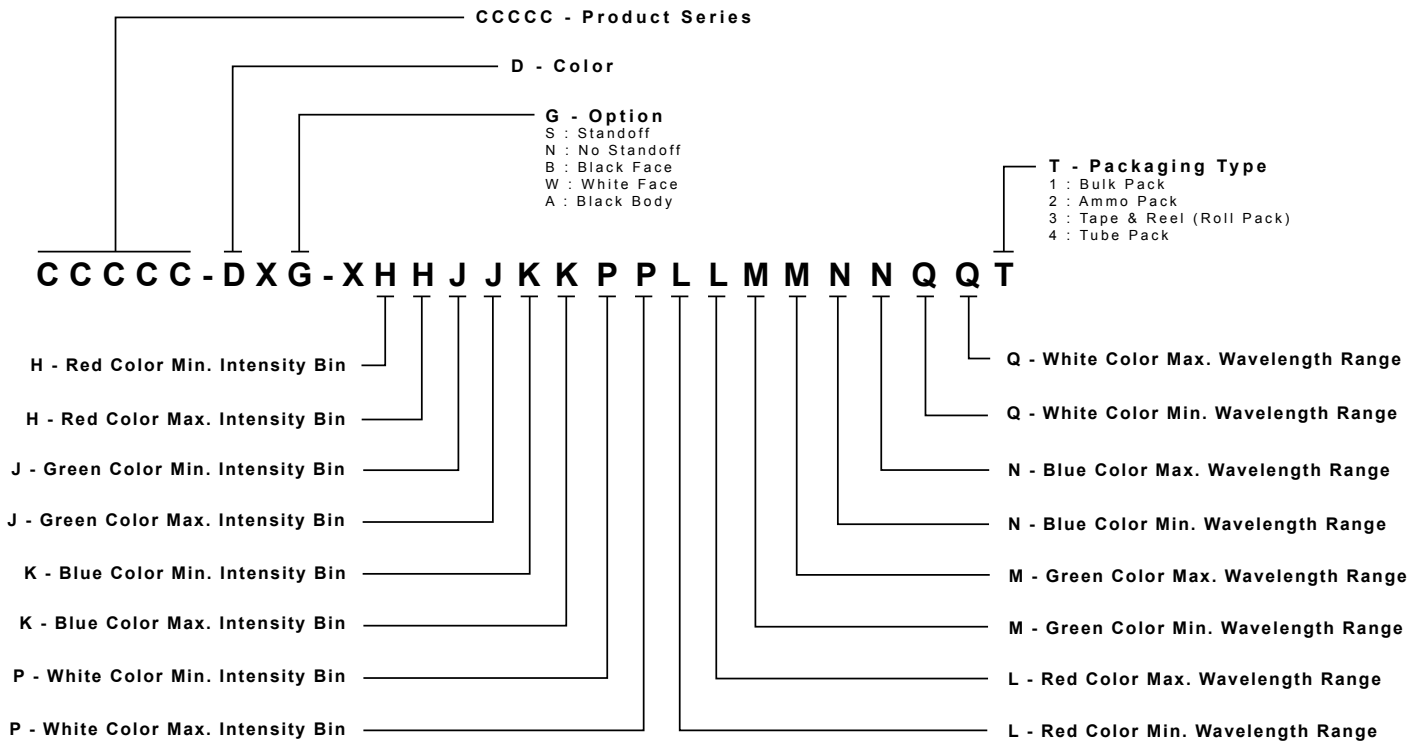 CCCCC - Product Series
D - Color
G - Option
S : Standoff
N : No Standoff
B : Black Face
W : White Face
A : Black Body
T - Packaging Type
1 : Bulk Pack
2 : Ammo Pack
3 : Tape & Reel (Roll Pack)
4 : Tube Pack
C C C C C - D X G - X H H J J K K P P L L M M N N Q Q T
H - Red Color Min. Intensity Bin
H - Red Color Max. Intensity Bin
J - Green Color Min. Intensity Bin
J - Green Color Max. Intensity Bin
K - Blue Color Min. Intensity Bin
K - Blue Color Max. Intensity Bin
P - White Color Min. Intensity Bin
P - White Color Max. Intensity Bin
Q - White Color Max. Wavelength Range
Q - White Color Min. Wavelength Range
N - Blue Color Max. Wavelength Range
N - Blue Color Min. Wavelength Range
M - Green Color Max. Wavelength Range
M - Green Color Min. Wavelength Range
L - Red Color Max. Wavelength Range
L - Red Color Min. Wavelength Range